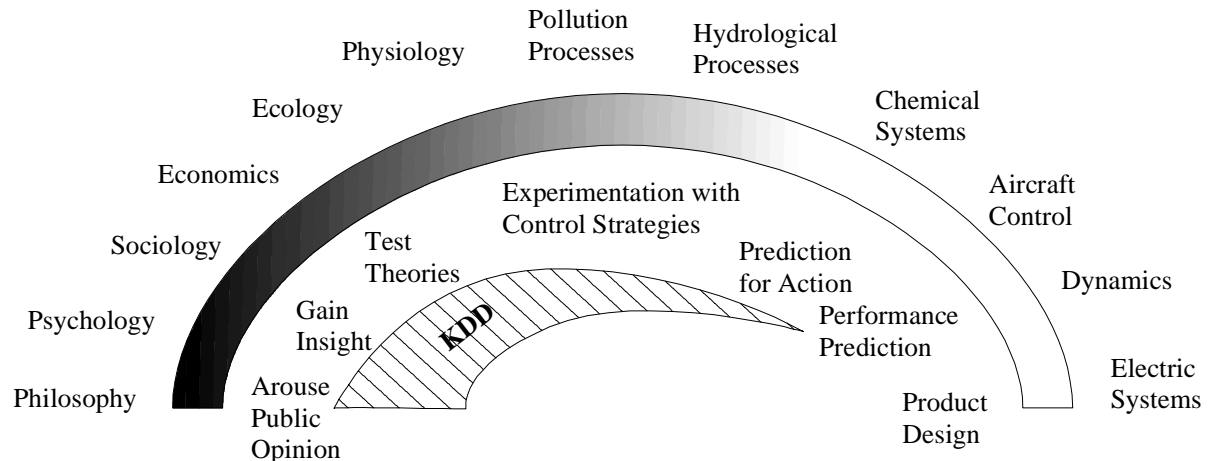 Philosophy
Psychology
Sociology
Economics
Ecology
Physiology
Pollution
Processes
Hydrological
Processes
Chemical
Systems
Aircraft
Control
Dynamics
Electric
Systems
Arouse
Public
Opinion
Gain
Insight
Test
Theories
Experimentation with
Control Strategies
Prediction
for Action
Performance
Prediction
Product
Design
KDD